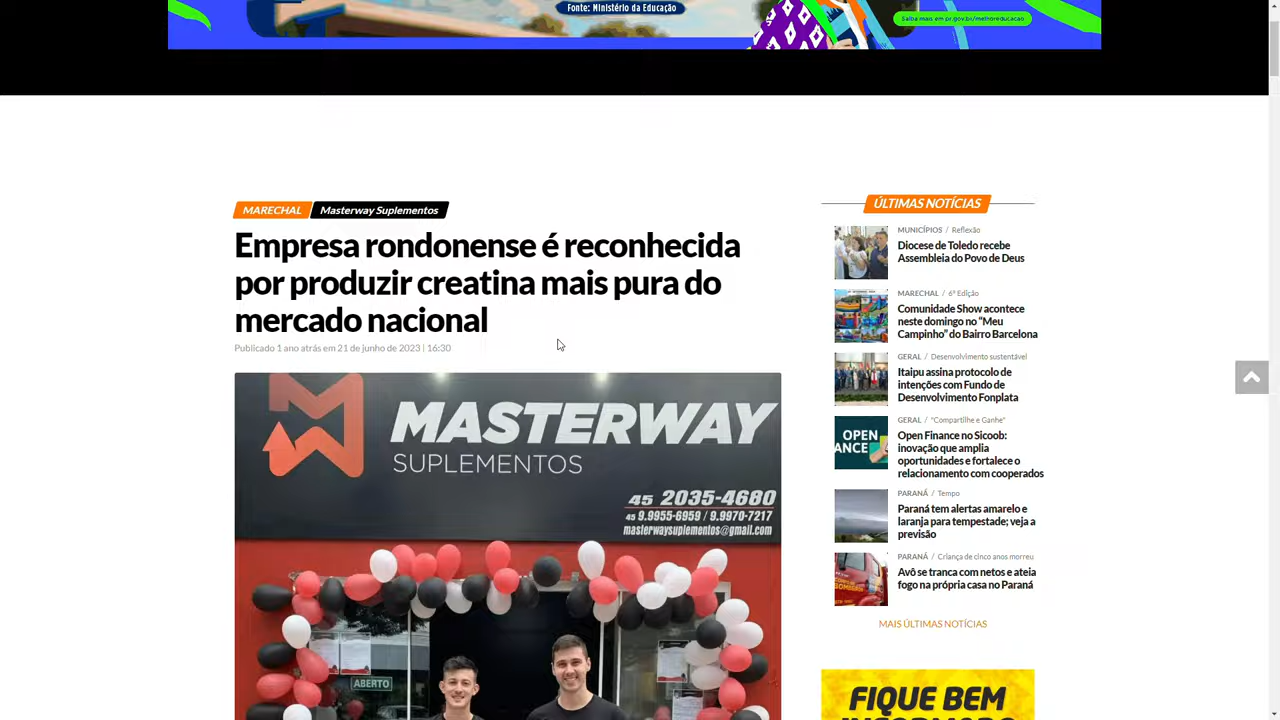 Fonte: Ministério da Educação
Saiba mais em pr.gov.br/melhoreducacao
MARECHAL
Masterway Suplementos
Empresa rondonense é reconhecida
por produzir creatina mais pura do
mercado nacional
Publicado 1 ano atrás em 21 de junho de 2023 | 16:30
MASTERWAY
SUPLEMENTOS
45 2035-4680
45 9.9955-6959 / 9.9970-7217
masterwaysuplementos@gmail.com
ABERTO
ÚLTIMAS NOTÍCIAS
MUNICÍPIOS / Reflexão
Diocese de Toledo recebe
Assembleia do Povo de Deus
MARECHAL / 6ª Edição
Comunidade Show acontece
neste domingo no “Meu
Campinho” do Bairro Barcelona
GERAL / Desenvolvimento sustentável
Itaipu assina protocolo de
intenções com Fundo de
Desenvolvimento Fonplata
GERAL / "Compartilhe e Ganhe"
OPEN
ANCE
Open Finance no Sicoob:
inovação que amplia
oportunidades e fortalece o
relacionamento com cooperados
PARANÁ / Tempo
Paraná tem alertas amarelo e
laranja para tempestade; veja a
previsão
PARANÁ / Criança de cinco anos morreu
Avô se tranca com netos e ateia
fogo na própria casa no Paraná
MAIS ÚLTIMAS NOTÍCIAS
FIQUE BEM
INFORMADO